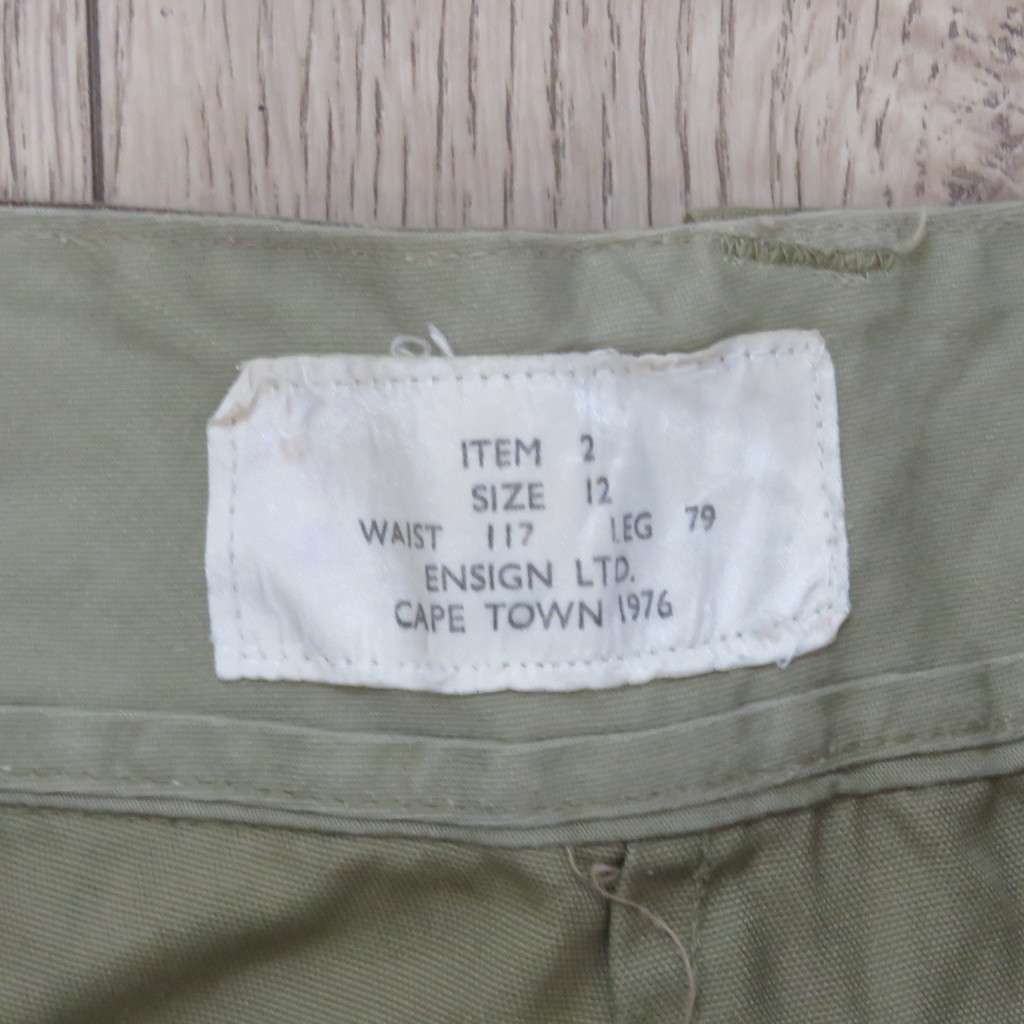 ITEM 2
SIZE 12
WAIST 117 LEG 79
ENSIGN LTD.
CAPE TOWN 1976